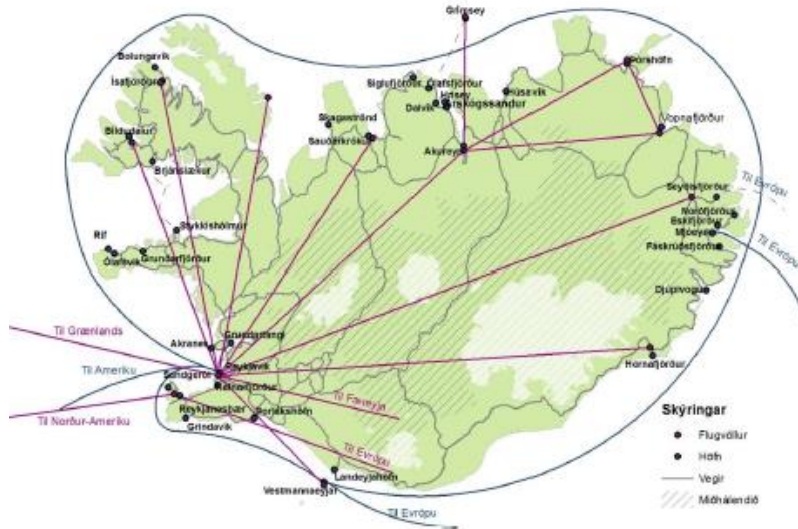 Grímsey
Bolungavík
Ísafjörður
Siglufjörður
Ólafsfjörður
Hrísey
Húsavík
Þórshöfn
Dalvík
Árskógssandur
Skagaströnd
Sauðárkrókur
Akureyri
Vopnafjörður
Bíldudalur
Brjánslækur
Seyðisfjörður
Til Evrópu
Norðfjörður
Eskifjörður
Mjóeyri
Fáskrúðsfjörður
Til Evrópu
Stykkishólmur
Rif
Ólafsvík
Grundarfjörður
Djúpivogur
Til Grænlands
Akranes
Grundartangi
Hornafjörður
Til Ameríku
Reykjavík
Sandgerði
Hafnarfjörður
Til Færeyja
Reykjanesbær
Þorlákshöfn
Til Norður-Ameríku
Grindavík
Til Evrópu
Landeyjahöfn
Vestmannaeyjar
Til Evrópu
Skýringar
Flugvöllur
Höfn
Vegir
Miðhálendið